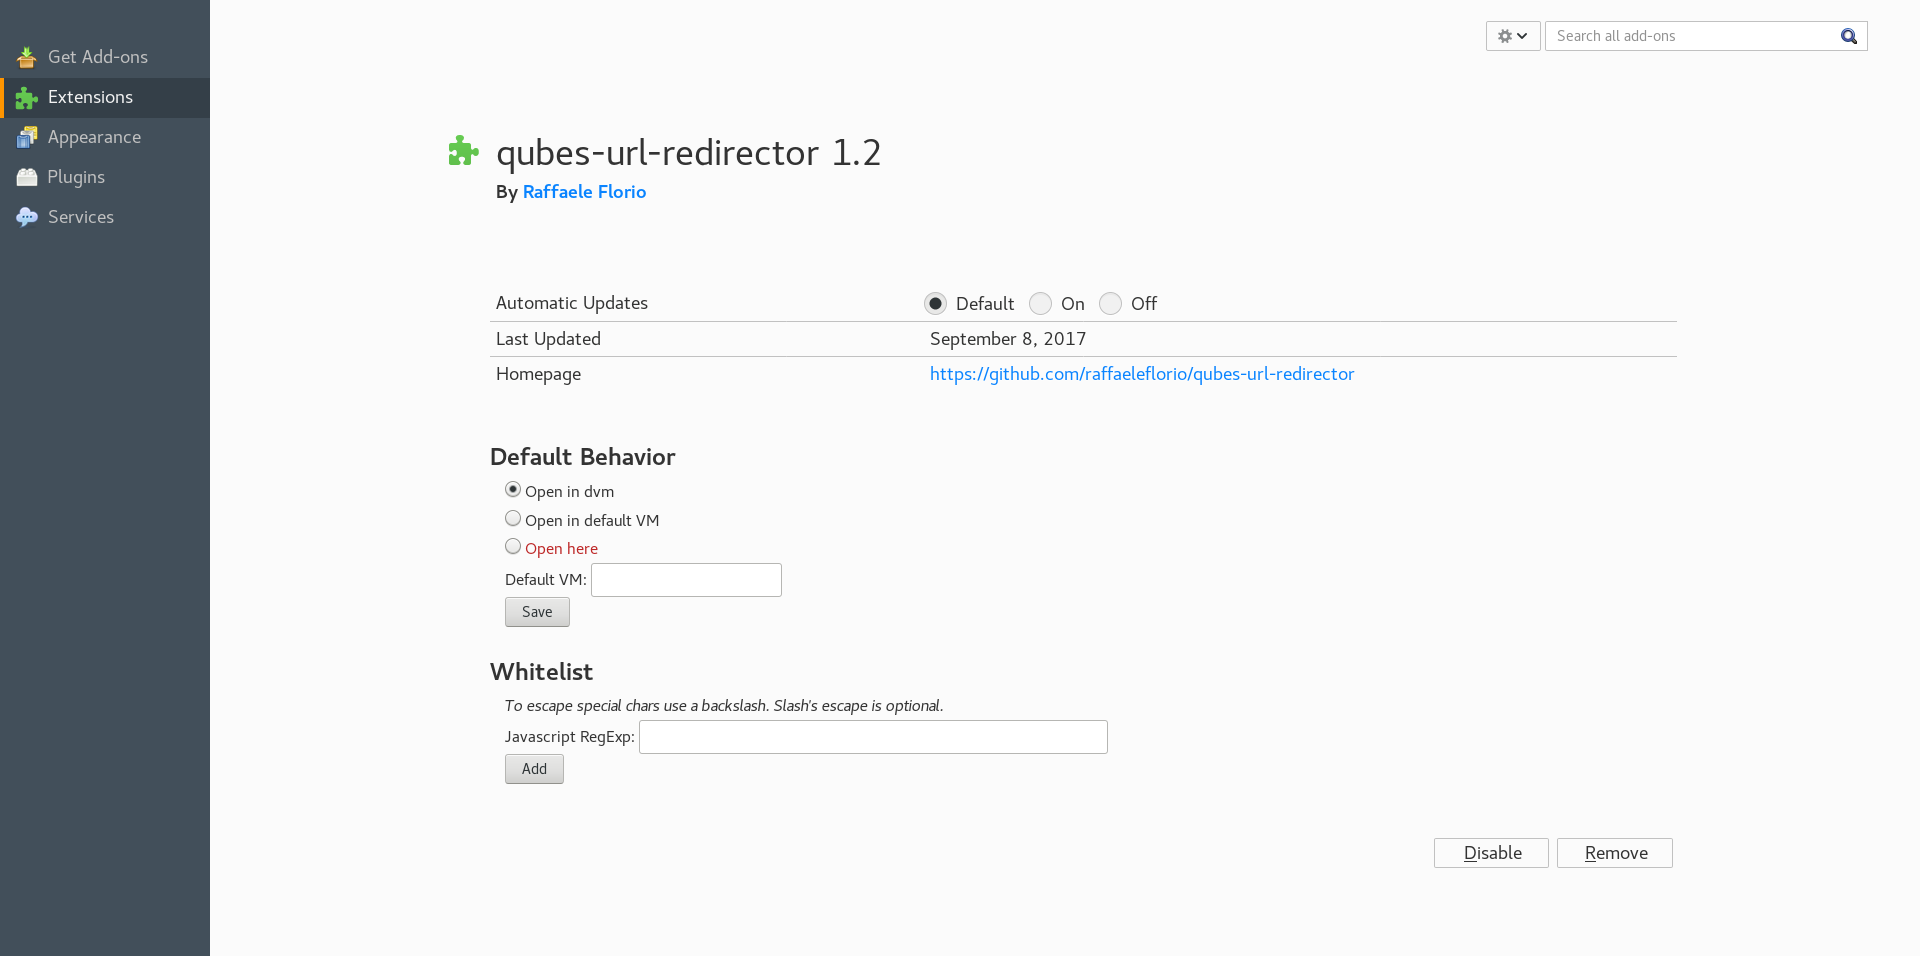 Get Add-ons
Extensions
Appearance
Plugins
Services
Search all add-ons
qubes-url-redirector 1.2
By Raffaele Florio
Automatic Updates Default On Off
Last Updated September 8, 2017
Homepage https://github.com/raffaeleflorio/qubes-url-redirector
Default Behavior
Open in dvm
Open in default VM
Open here
Default VM:
Save
Whitelist
To escape special chars use a backslash. Slash's escape is optional.
Javascript RegExp:
Add
Disable Remove